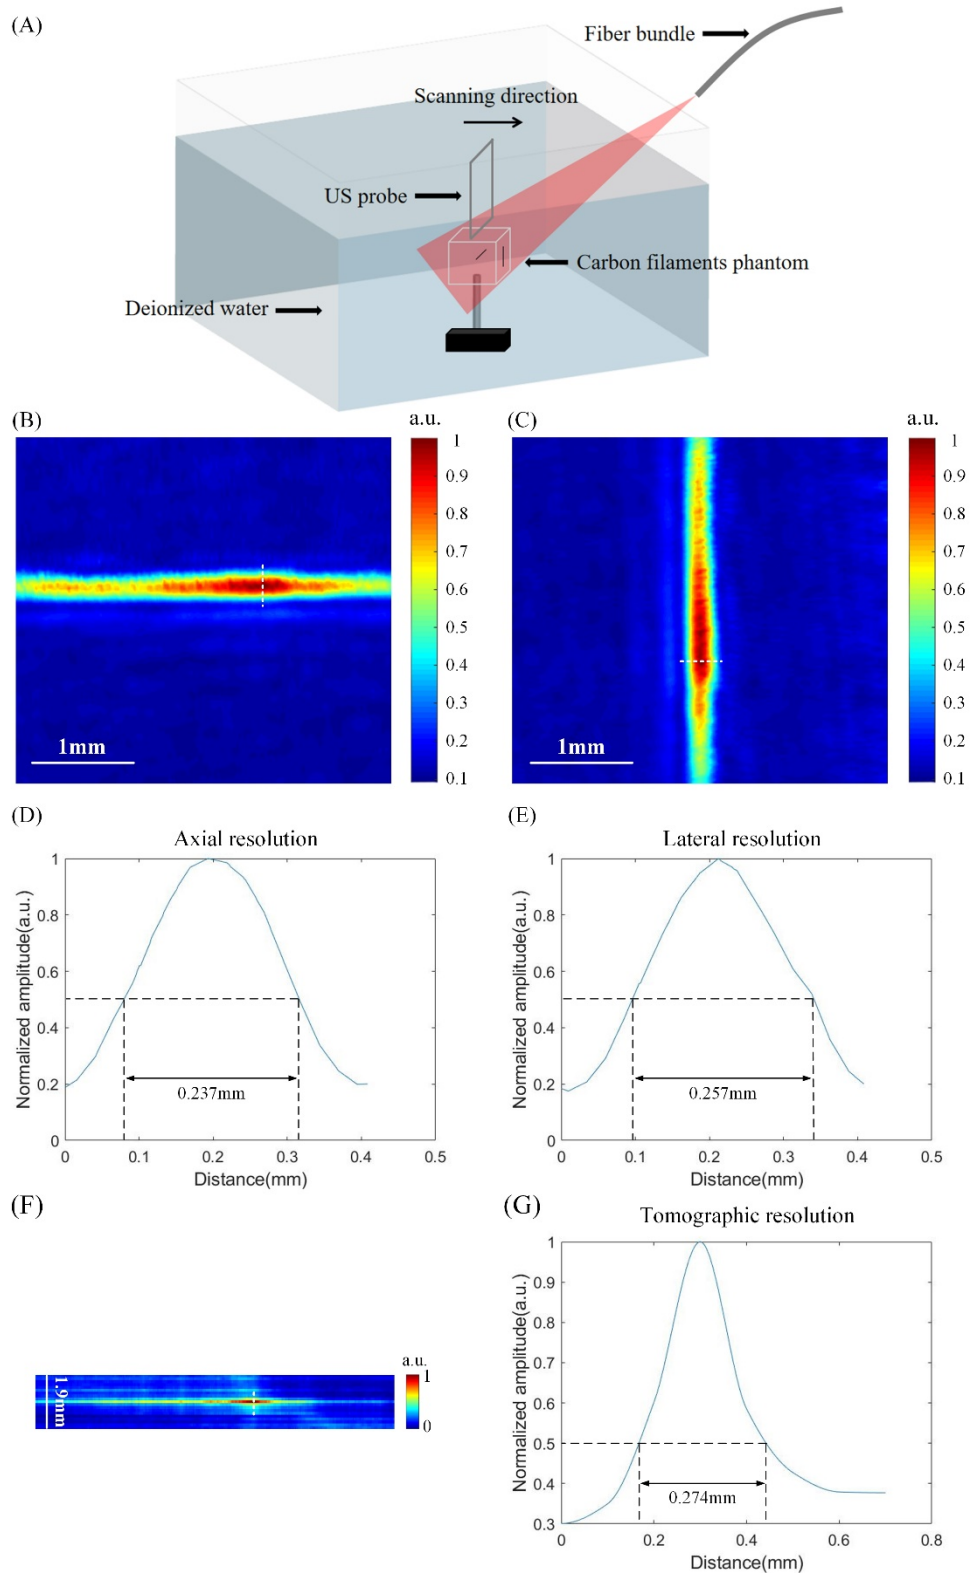 (A)
Fiber bundle
Scanning direction
US probe
Carbon filaments phantom
Deionized water
(B)
a.u.
1
0.9
0.8
0.7
0.6
0.5
0.4
0.3
0.2
0.1
1mm
(C)
a.u.
1
0.9
0.8
0.7
0.6
0.5
0.4
0.3
0.2
0.1
1mm
(D)
Axial resolution
Normalized amplitude(a.u.)
1
0.8
0.6
0.4
0.2
0
0.237mm
0 0.1 0.2 0.3 0.4 0.5
Distance(mm)
(E)
Lateral resolution
Normalized amplitude(a.u.)
1
0.8
0.6
0.4
0.2
0
0.257mm
0 0.1 0.2 0.3 0.4 0.5
Distance(mm)
(F)
1.9mm
a.u.
1
0
(G)
Tomographic resolution
Normalized amplitude(a.u.)
1
0.9
0.8
0.7
0.6
0.5
0.4
0.3
0.274mm
0 0.2 0.4 0.6 0.8
Distance(mm)